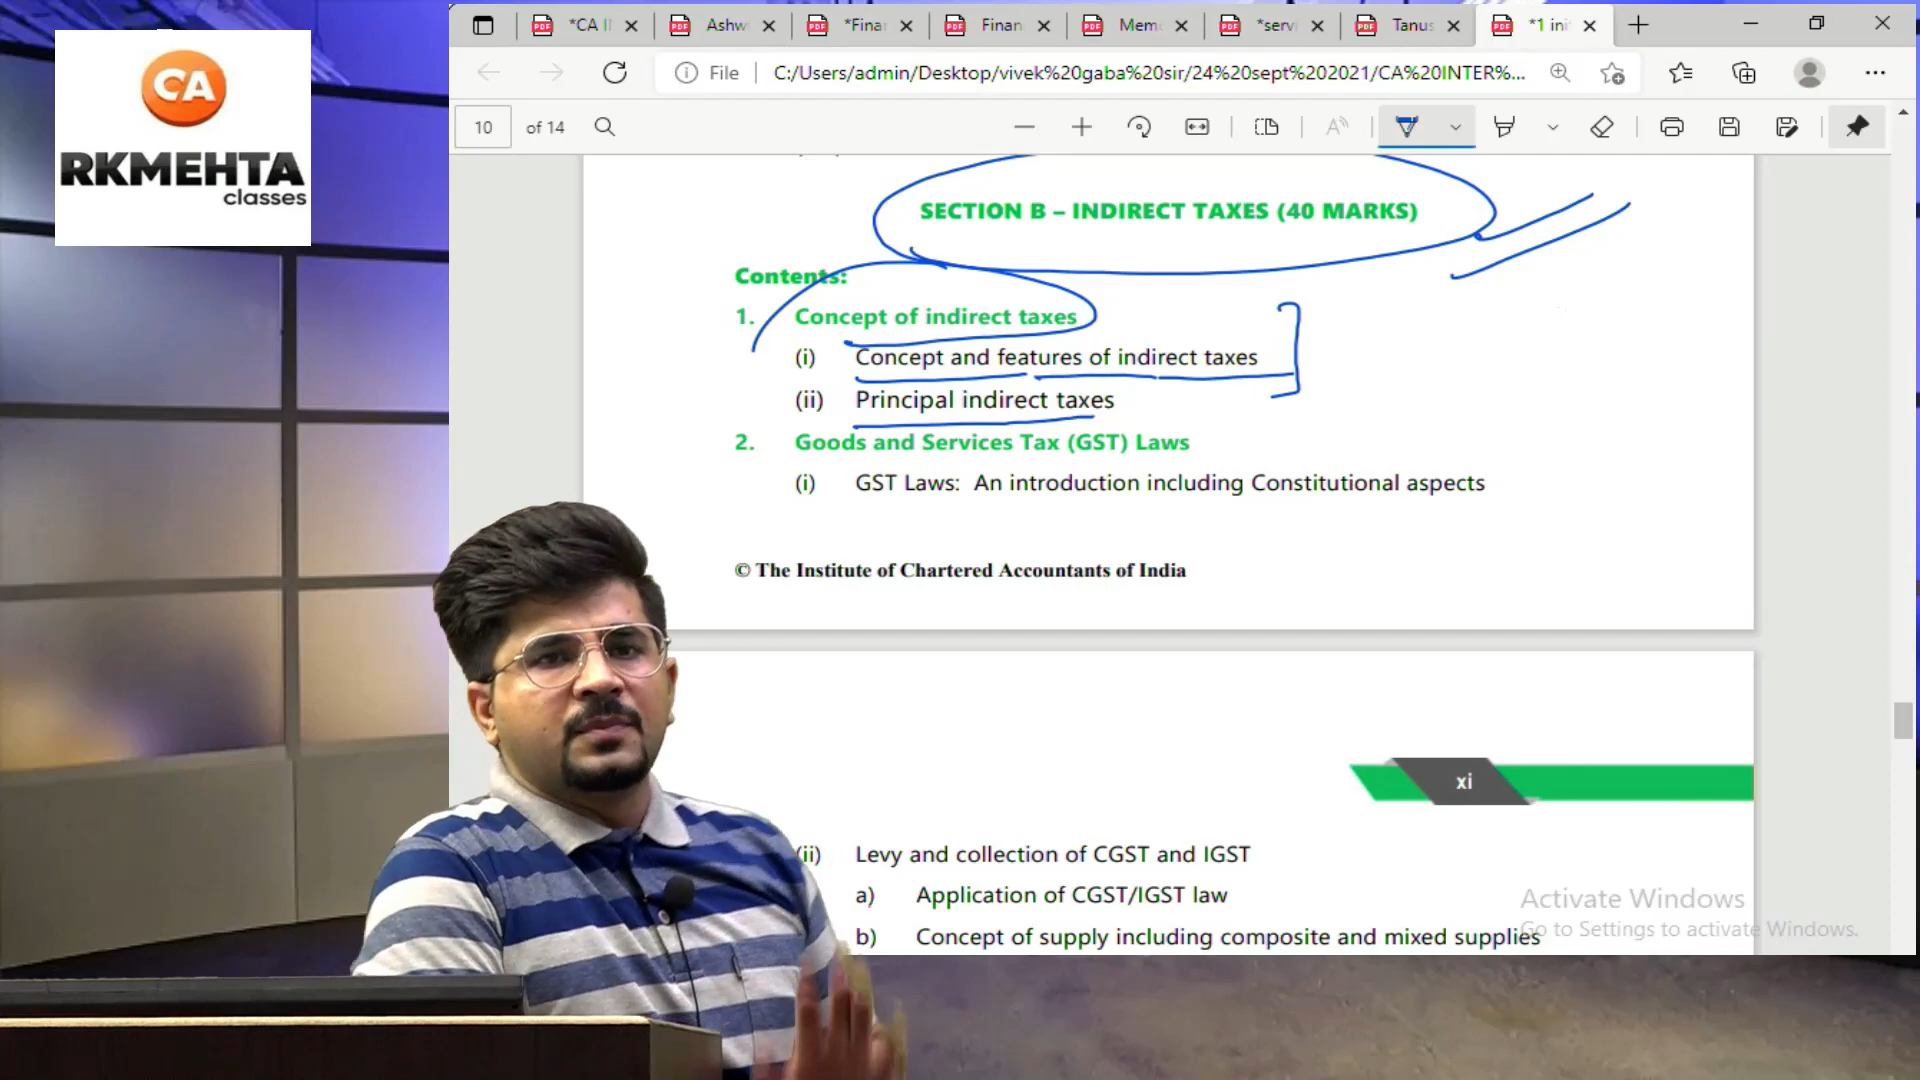 CA
RKMEHTA
classes
*CA II
Ashw
*Finan
Finan
Memo
*servi
Tanus
*1 ini
File
C:/Users/admin/Desktop/vivek%20gaba%20sir/24%20sept%202021/CA%20INTER%...
10 of 14
SECTION B – INDIRECT TAXES (40 MARKS)
Contents:
1. Concept of indirect taxes
(i) Concept and features of indirect taxes
(ii) Principal indirect taxes
2. Goods and Services Tax (GST) Laws
(i) GST Laws: An introduction including Constitutional aspects
© The Institute of Chartered Accountants of India
xi
(ii) Levy and collection of CGST and IGST
a) Application of CGST/IGST law
b) Concept of supply including composite and mixed supplies
Activate Windows
Go to Settings to activate Windows.